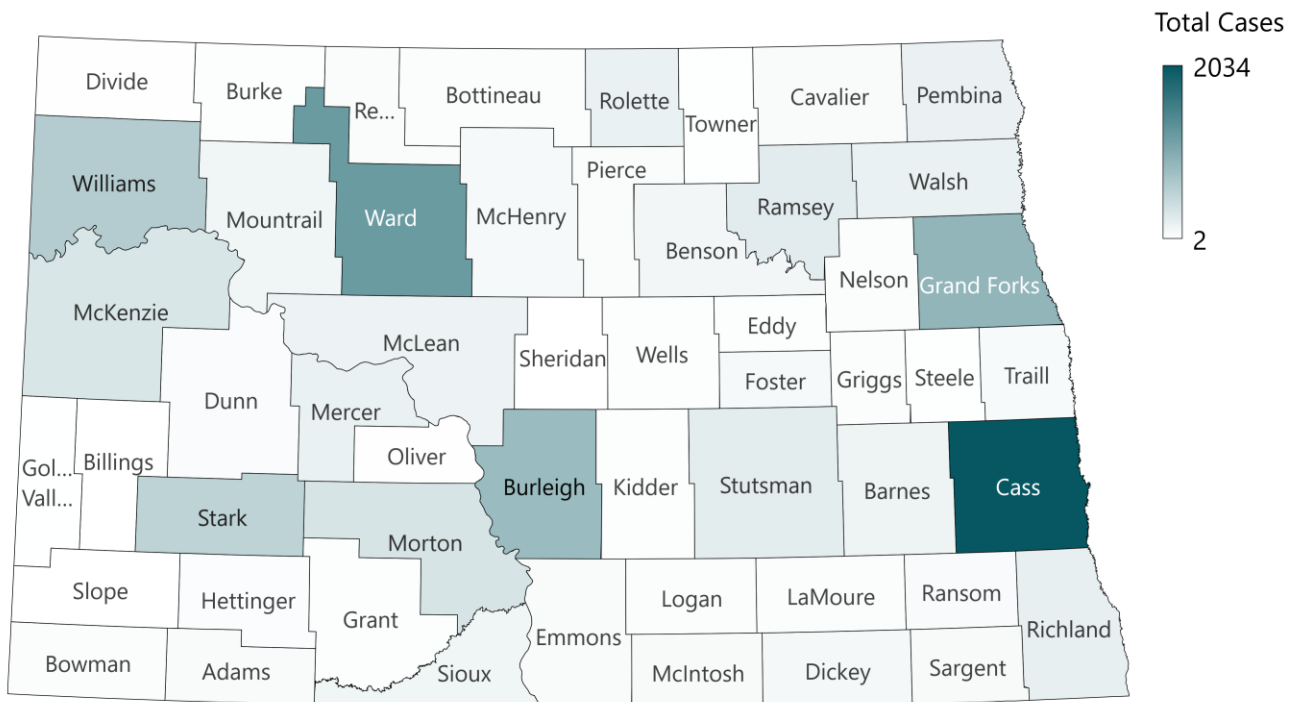 Total Cases
2034
2
Divide
Burke
Re...
Bottineau
Rolette
Towner
Cavalier
Pembina
Williams
Mountrail
Ward
McHenry
Pierce
Benson
Ramsey
Walsh
Nelson
Grand Forks
McKenzie
McLean
Sheridan
Wells
Eddy
Foster
Griggs
Steele
Traill
Dunn
Mercer
Oliver
Gol...
Vall...
Billings
Stark
Morton
Burleigh
Kidder
Stutsman
Barnes
Cass
Slope
Hettinger
Grant
Emmons
Logan
LaMoure
Ransom
Richland
Bowman
Adams
Sioux
McIntosh
Dickey
Sargent